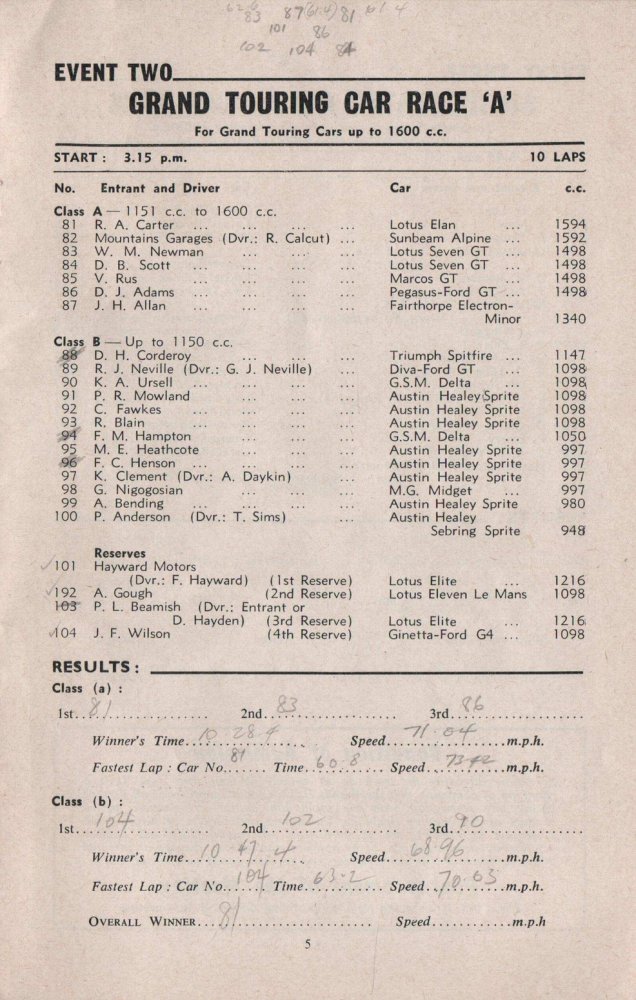 83 87 81
101 86
102 104 84
EVENT TWO
GRAND TOURING CAR RACE ‘A’
For Grand Touring Cars up to 1600 c.c.
START : 3.15 p.m. 10 LAPS
No. Entrant and Driver Car c.c.
Class A — 1151 c.c. to 1600 c.c.
81 R. A. Carter ... ... ... ... Lotus Elan ... 1594
82 Mountains Garages (Dvr.: R. Calcut) ... Sunbeam Alpine ... 1592
83 W. M. Newman ... ... ... Lotus Seven GT ... 1498
84 D. B. Scott ... ... ... ... Lotus Seven GT ... 1498
85 V. Rus ... ... ... ... Marcos GT ... 1498
86 D. J. Adams ... ... ... ... Pegasus-Ford GT ... 1498
87 J. H. Allan ... ... ... ... Fairthorpe Electron-
Minor 1340
Class B — Up to 1150 c.c.
88 D. H. Corderoy ... ... ... Triumph Spitfire ... 1147
89 R. J. Neville (Dvr.: G. J. Neville) ... Diva-Ford GT ... 1098
90 K. A. Ursell ... ... ... ... G.S.M. Delta ... 1098
91 P. R. Mowland ... ... ... Austin Healey Sprite 1098
92 C. Fawkes ... ... ... ... Austin Healey Sprite 1098
93 R. Blain ... ... ... ... Austin Healey Sprite 1098
94 F. M. Hampton ... ... ... G.S.M. Delta ... 1050
95 M. E. Heathcote ... ... ... Austin Healey Sprite 997
96 F. C. Henson ... ... ... ... Austin Healey Sprite 997
97 K. Clement (Dvr.: A. Daykin) ... Austin Healey Sprite 997
98 G. Nigogosian ... ... ... M.G. Midget ... 997
99 A. Bending ... ... ... ... Austin Healey Sprite 980
100 P. Anderson (Dvr.: T. Sims) ... Austin Healey
Sebring Sprite 948
Reserves
101 Hayward Motors
(Dvr.: F. Hayward) (1st Reserve) Lotus Elite ... 1216
192 A. Gough (2nd Reserve) Lotus Eleven Le Mans 1098
103 P. L. Beamish (Dvr.: Entrant or
D. Hayden) (3rd Reserve) Lotus Elite ... 1216
104 J. F. Wilson (4th Reserve) Ginetta-Ford G4 ... 1098
RESULTS :
Class (a) :
1st. 81 2nd. 83 3rd. 86
Winner's Time 10 28.4 Speed 71.04 m.p.h.
Fastest Lap : Car No. 81 Time 60.8 Speed m.p.h.
Class (b) :
1st. 104 2nd. 102 3rd. 90
Winner's Time 10 47.4 Speed 68.96 m.p.h.
Fastest Lap : Car No. 104 Time 63.2 Speed 70.03 m.p.h.
OVERALL WINNER 81 Speed m.p.h
5